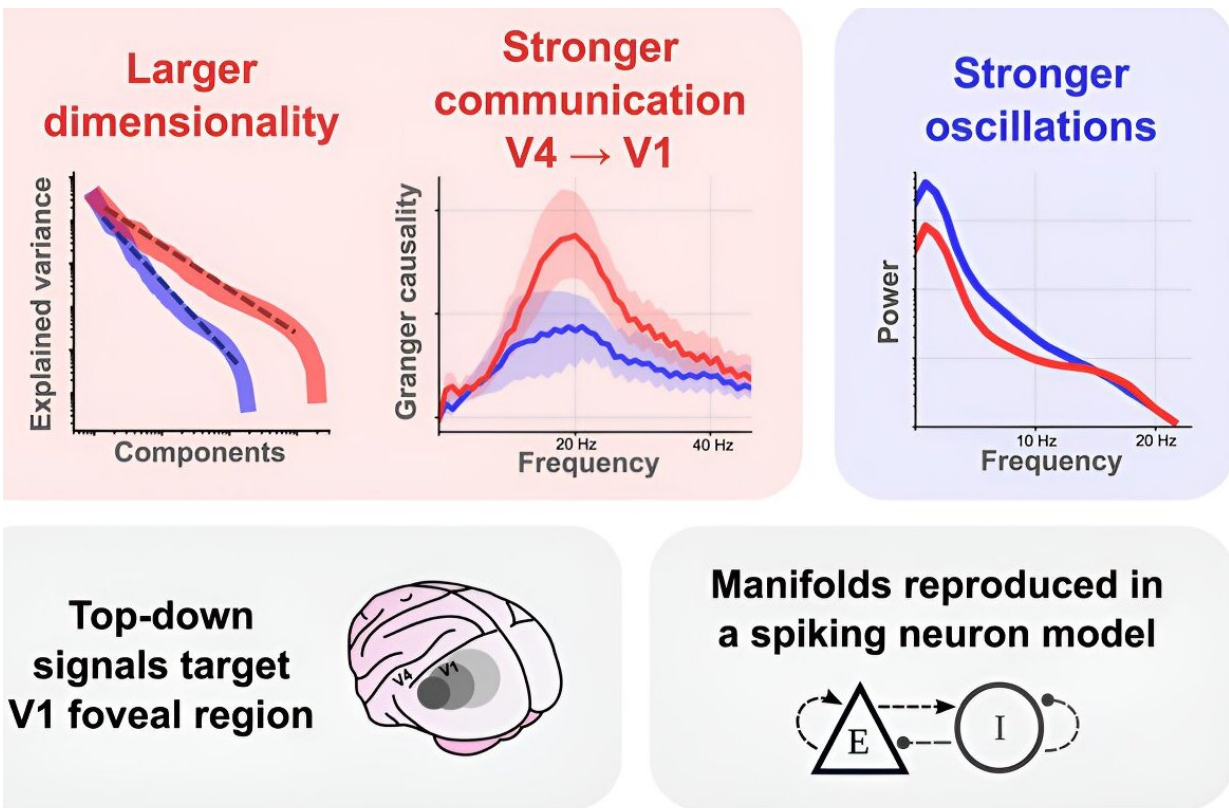 Larger
dimensionality
Explained variance
Components
Stronger
communication
V4 → V1
Granger causality
20 Hz
40 Hz
Frequency
Stronger
oscillations
Power
10 Hz
20 Hz
Frequency
Top-down
signals target
V1 foveal region
V4
V1
Manifolds reproduced in
a spiking neuron model
E
I